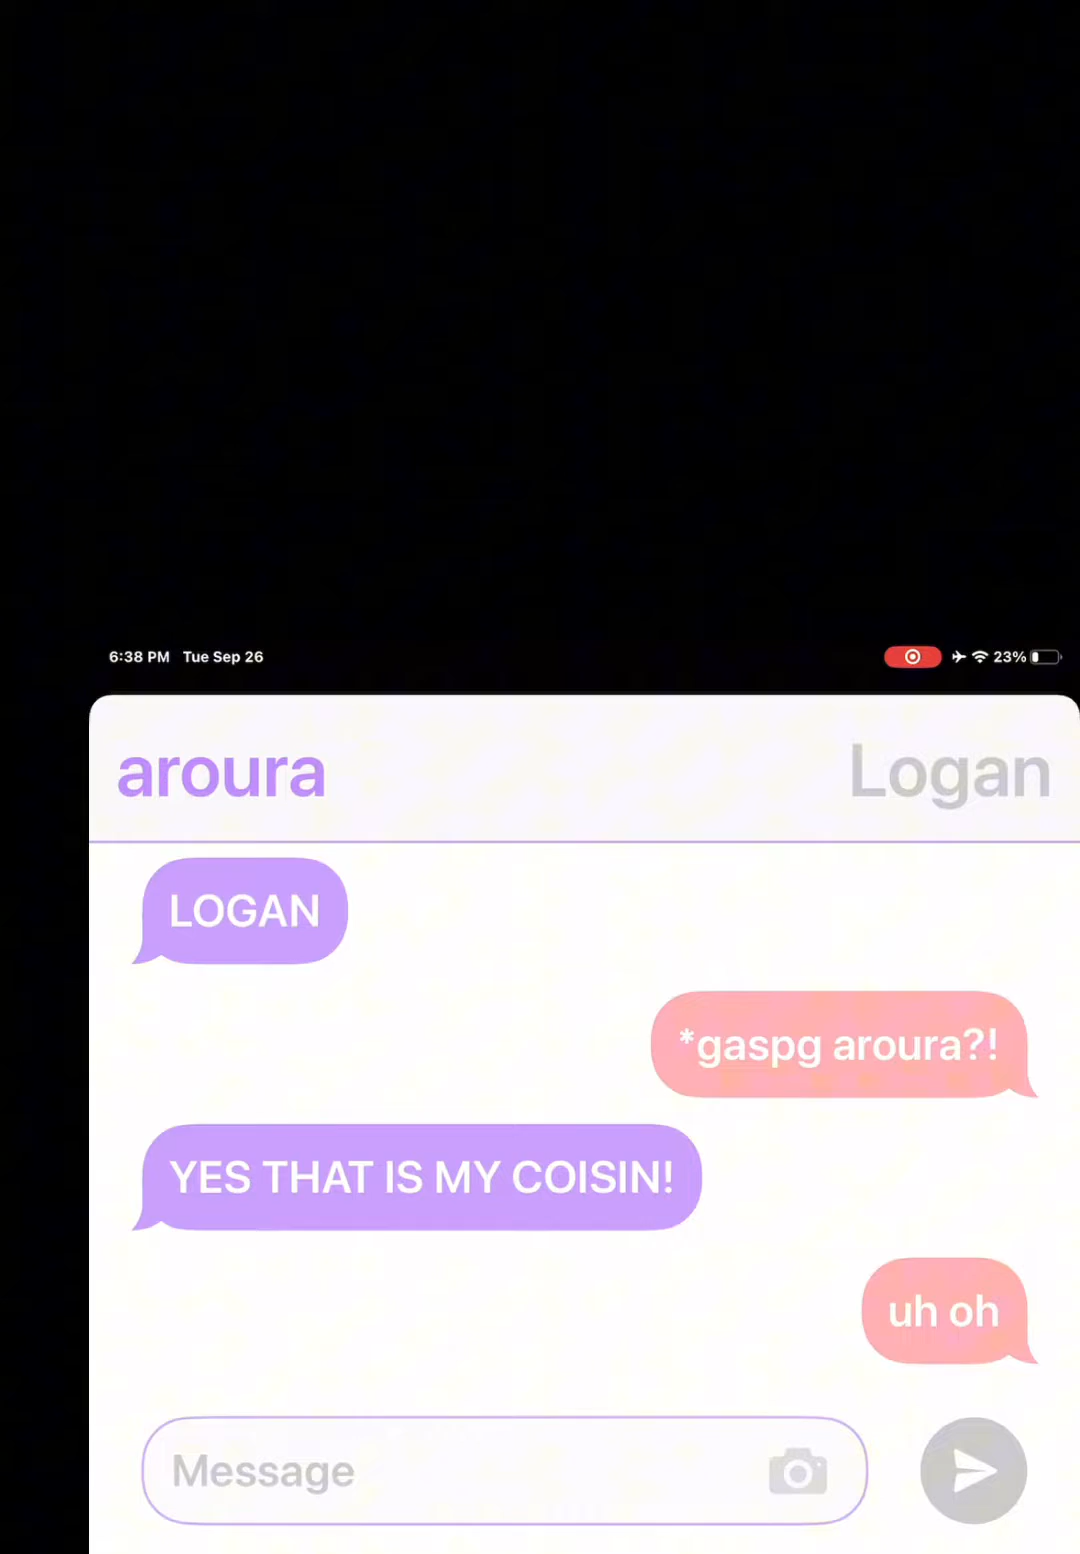 6:38 PM Tue Sep 26 23%
aroura Logan
LOGAN
*gaspg aroura?!
YES THAT IS MY COISIN!
uh oh
Message